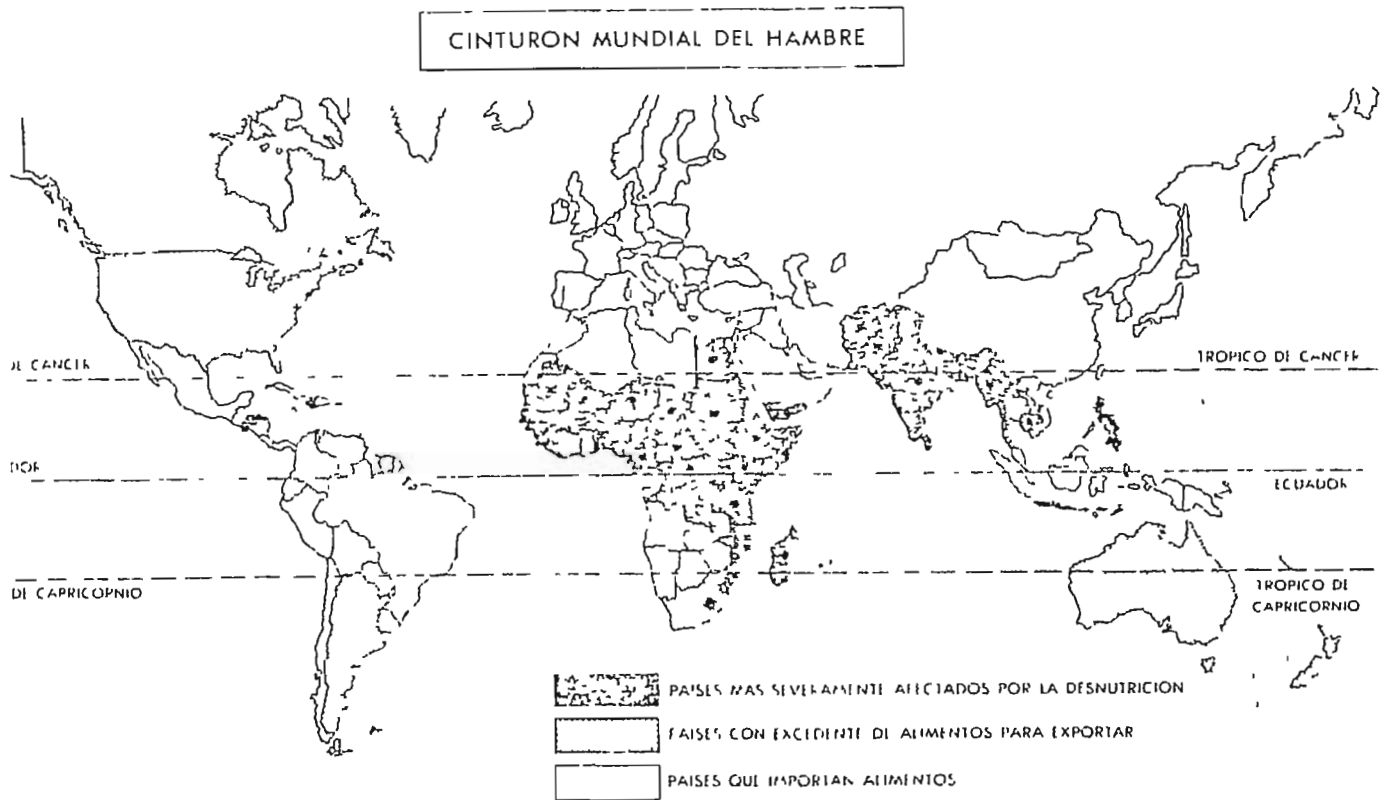 CINTURON MUNDIAL DEL HAMBRE
DE CANCER
TROPICO DE CANCER
DOR
ECUADOR
DE CAPRICORNIO
TROPICO DE
CAPRICORNIO
PAISES MAS SEVERAMENTE AFECTADOS POR LA DESNUTRICION
PAISES CON EXCEDENTE DE ALIMENTOS PARA EXPORTAR
PAISES QUE IMPORTAN ALIMENTOS